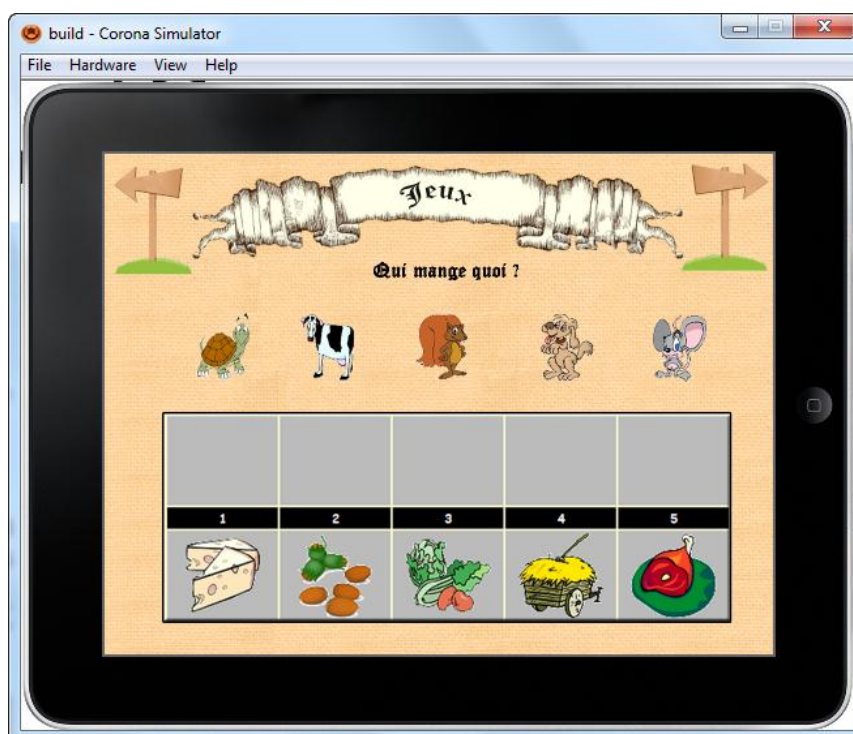 build - Corona Simulator
File Hardware View Help
Jeux
Qui mange quoi ?
1 2 3 4 5